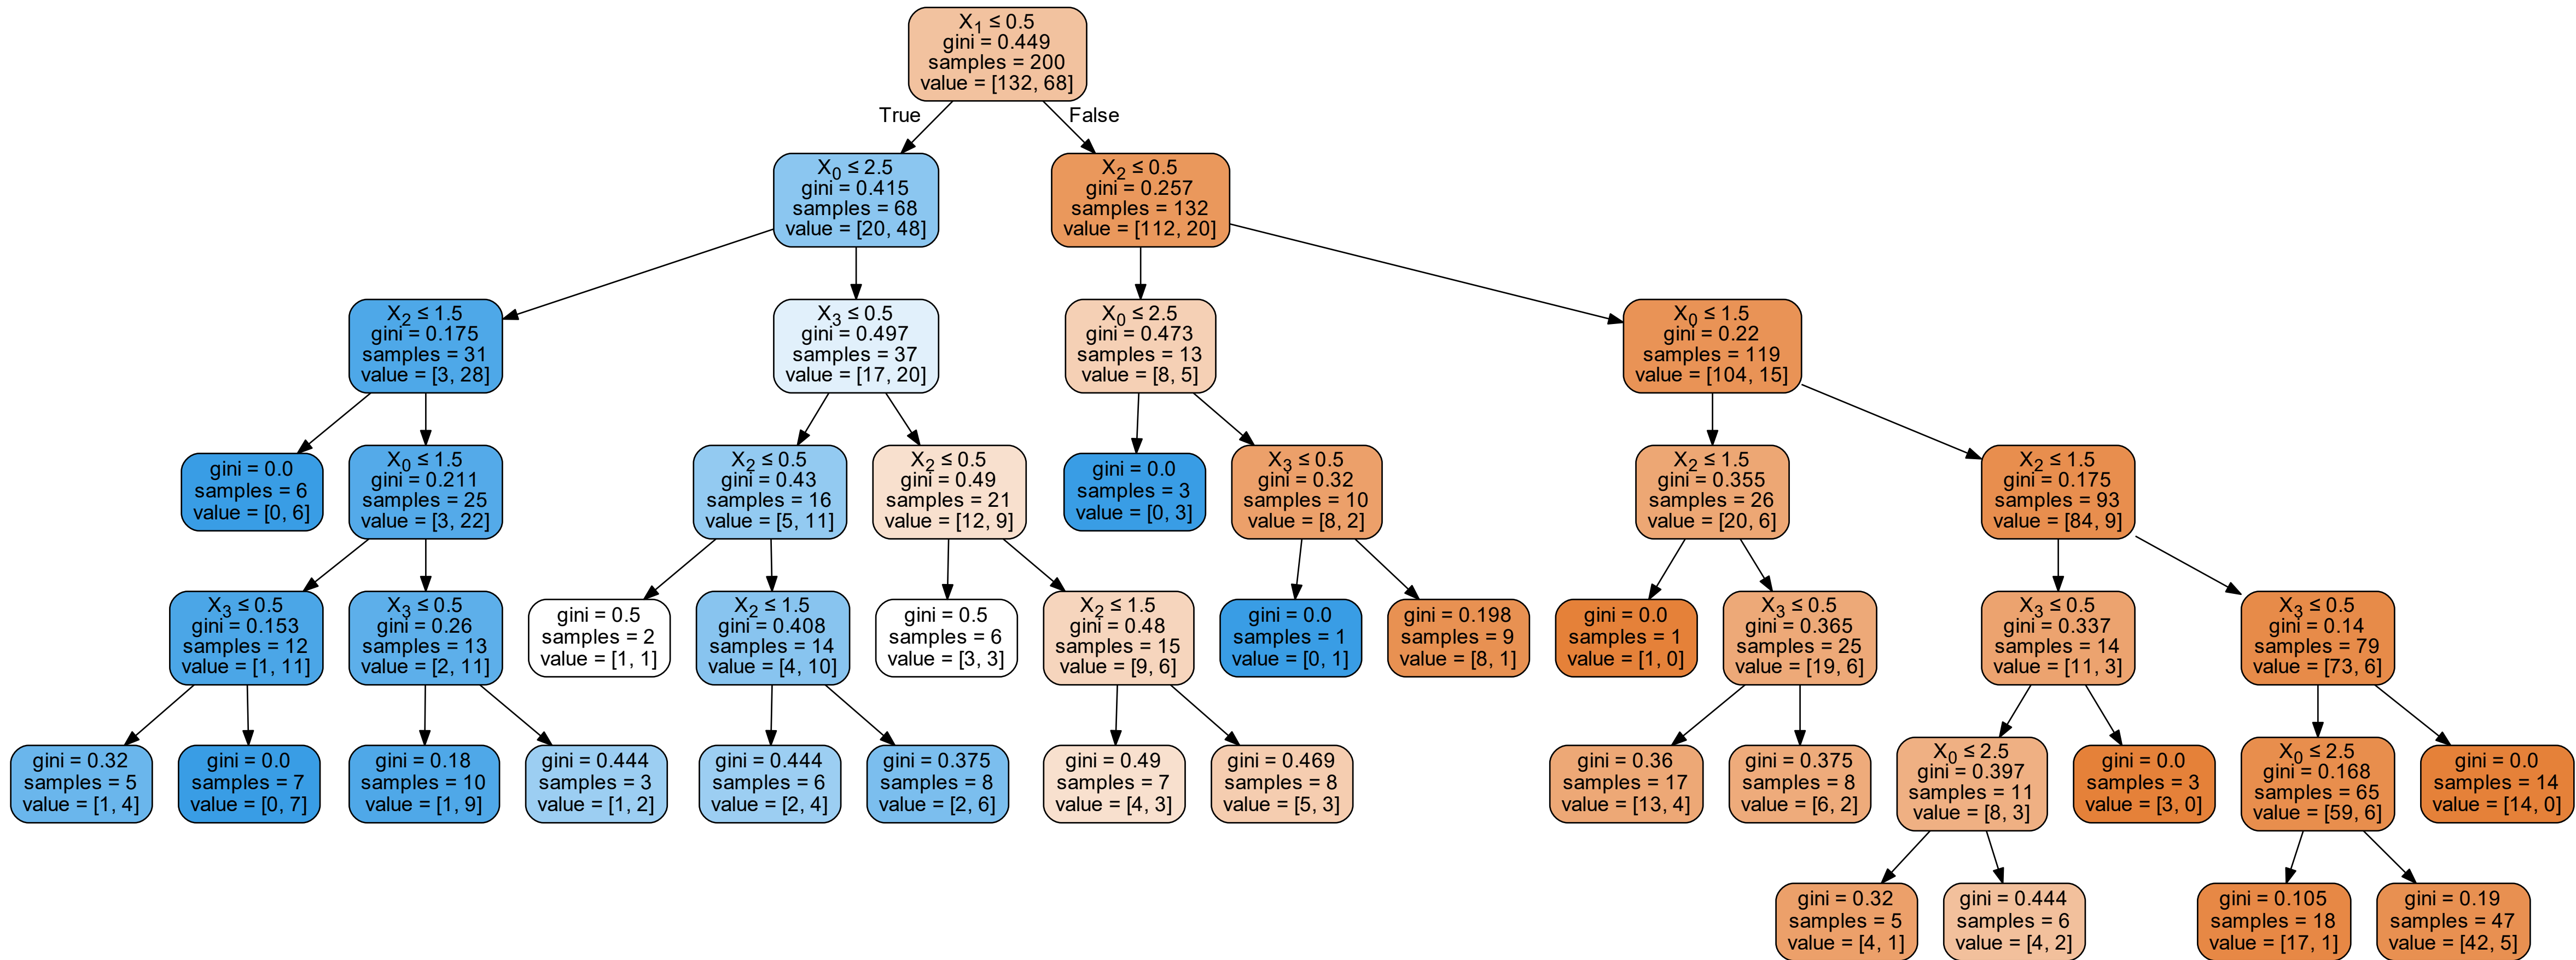 X1 ≤ 0.5
gini = 0.449
samples = 200
value = [132, 68]
True
False
X0 ≤ 2.5
gini = 0.415
samples = 68
value = [20, 48]
X2 ≤ 0.5
gini = 0.257
samples = 132
value = [112, 20]
X2 ≤ 1.5
gini = 0.175
samples = 31
value = [3, 28]
X3 ≤ 0.5
gini = 0.497
samples = 37
value = [17, 20]
X0 ≤ 2.5
gini = 0.473
samples = 13
value = [8, 5]
X0 ≤ 1.5
gini = 0.22
samples = 119
value = [104, 15]
gini = 0.0
samples = 6
value = [0, 6]
X0 ≤ 1.5
gini = 0.211
samples = 25
value = [3, 22]
X2 ≤ 0.5
gini = 0.43
samples = 16
value = [5, 11]
X2 ≤ 0.5
gini = 0.49
samples = 21
value = [12, 9]
gini = 0.0
samples = 3
value = [0, 3]
X3 ≤ 0.5
gini = 0.32
samples = 10
value = [8, 2]
X2 ≤ 1.5
gini = 0.355
samples = 26
value = [20, 6]
X2 ≤ 1.5
gini = 0.175
samples = 93
value = [84, 9]
X3 ≤ 0.5
gini = 0.153
samples = 12
value = [1, 11]
X3 ≤ 0.5
gini = 0.26
samples = 13
value = [2, 11]
gini = 0.5
samples = 2
value = [1, 1]
X2 ≤ 1.5
gini = 0.408
samples = 14
value = [4, 10]
gini = 0.5
samples = 6
value = [3, 3]
X2 ≤ 1.5
gini = 0.48
samples = 15
value = [9, 6]
gini = 0.0
samples = 1
value = [0, 1]
gini = 0.198
samples = 9
value = [8, 1]
gini = 0.0
samples = 1
value = [1, 0]
X3 ≤ 0.5
gini = 0.365
samples = 25
value = [19, 6]
X3 ≤ 0.5
gini = 0.337
samples = 14
value = [11, 3]
X3 ≤ 0.5
gini = 0.14
samples = 79
value = [73, 6]
gini = 0.32
samples = 5
value = [1, 4]
gini = 0.0
samples = 7
value = [0, 7]
gini = 0.18
samples = 10
value = [1, 9]
gini = 0.444
samples = 3
value = [1, 2]
gini = 0.444
samples = 6
value = [2, 4]
gini = 0.375
samples = 8
value = [2, 6]
gini = 0.49
samples = 7
value = [4, 3]
gini = 0.469
samples = 8
value = [5, 3]
gini = 0.36
samples = 17
value = [13, 4]
gini = 0.375
samples = 8
value = [6, 2]
X0 ≤ 2.5
gini = 0.397
samples = 11
value = [8, 3]
gini = 0.0
samples = 3
value = [3, 0]
X0 ≤ 2.5
gini = 0.168
samples = 65
value = [59, 6]
gini = 0.0
samples = 14
value = [14, 0]
gini = 0.32
samples = 5
value = [4, 1]
gini = 0.444
samples = 6
value = [4, 2]
gini = 0.105
samples = 18
value = [17, 1]
gini = 0.19
samples = 47
value = [42, 5]